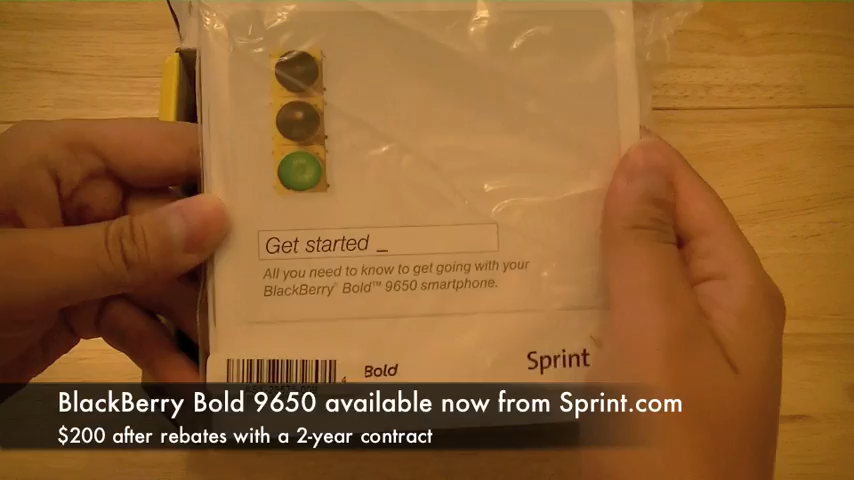 Get started _
All you need to know to get going with your
BlackBerry® Bold™ 9650 smartphone.
Bold
Sprint
BlackBerry Bold 9650 available now from Sprint.com
$200 after rebates with a 2-year contract